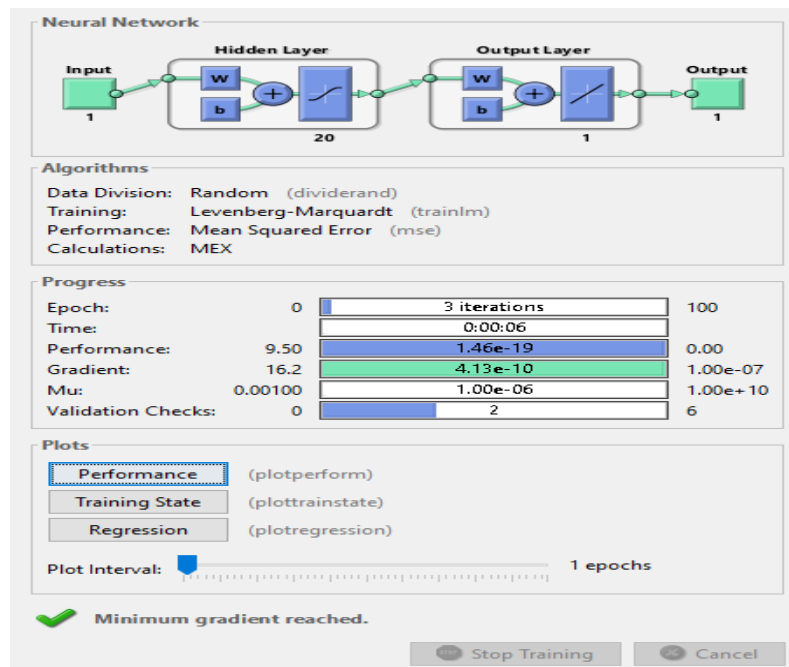 Neural Network
Hidden Layer
Output Layer
Input
Output
W
W
b
b
1
20
1
1
Algorithms
Data Division: Random (dividerand)
Training: Levenberg-Marquardt (trainlm)
Performance: Mean Squared Error (mse)
Calculations: MEX
Progress
Epoch: 0 3 iterations 100
Time: 0:00:06
Performance: 9.50 1.46e-19 0.00
Gradient: 16.2 4.13e-10 1.00e-07
Mu: 0.00100 1.00e-06 1.00e+10
Validation Checks: 0 2 6
Plots
Performance (plotperform)
Training State (plottrainstate)
Regression (plotregression)
Plot Interval: 1 epochs
Minimum gradient reached.
Stop Training Cancel